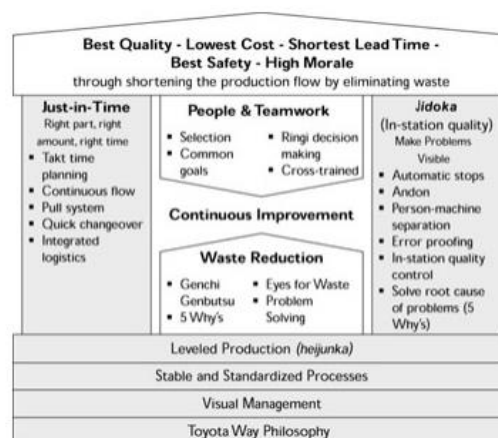 Best Quality - Lowest Cost - Shortest Lead Time -
Best Safety - High Morale
through shortening the production flow by eliminating waste
Just-in-Time
Right part, right
amount, right time
▪ Takt time
planning
▪ Continuous flow
▪ Pull system
▪ Quick changeover
▪ Integrated
logistics
People & Teamwork
▪ Selection
▪ Common
goals
▪ Ringi decision
making
▪ Cross-trained
Continuous Improvement
Waste Reduction
▪ Genchi
Genbutsu
▪ 5 Why's
▪ Eyes for Waste
▪ Problem
Solving
Jidoka
(In-station quality)
Make Problems
Visible
▪ Automatic stops
▪ Andon
▪ Person-machine
separation
▪ Error proofing
▪ In-station quality
control
▪ Solve root cause
of problems (5
Why's)
Leveled Production (heijunka)
Stable and Standardized Processes
Visual Management
Toyota Way Philosophy